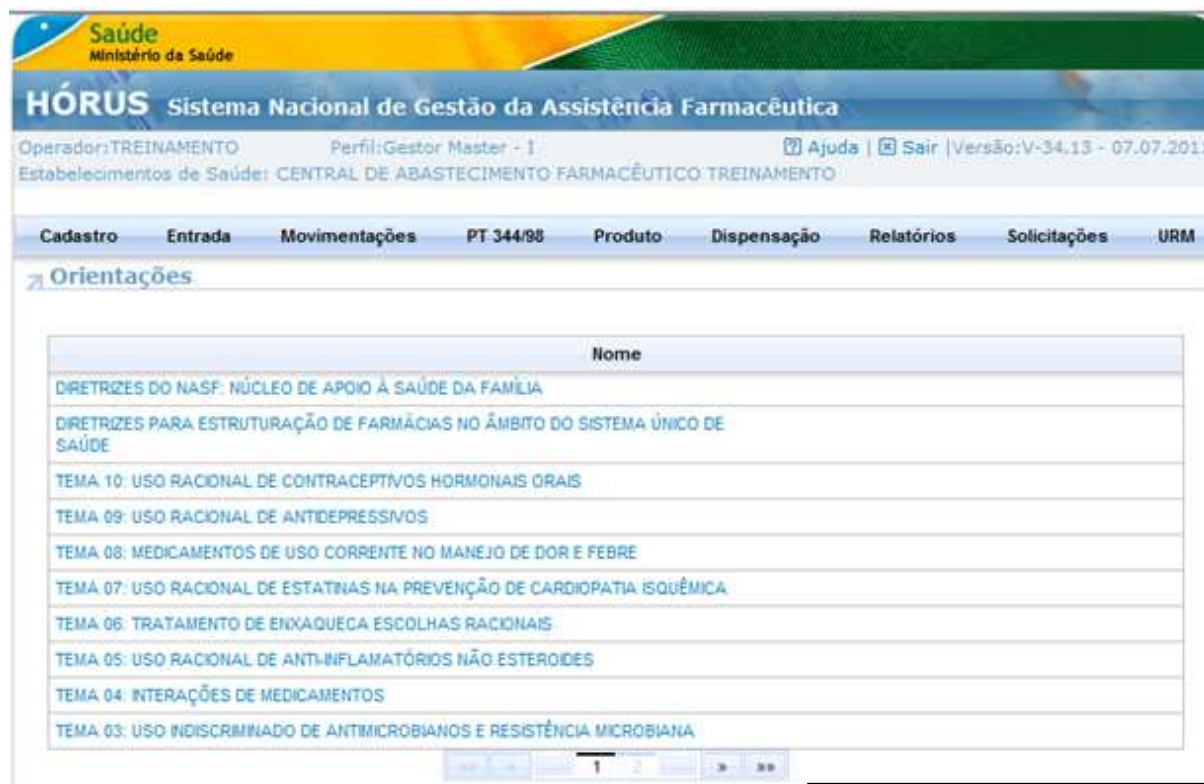 Saúde
Ministério da Saúde
HÓRUS Sistema Nacional de Gestão da Assistência Farmacêutica
Operador:TREINAMENTO Perfil:Gestor Master - I Ajuda | Sair |Versão:V-34.13 - 07.07.201
Estabelecimentos de Saúde: CENTRAL DE ABASTECIMENTO FARMACÊUTICO TREINAMENTO
Cadastro Entrada Movimentações PT 344/98 Produto Dispensação Relatórios Solicitações URM
Orientações
Nome
DIRETRIZES DO NASF: NÚCLEO DE APOIO À SAÚDE DA FAMÍLIA
DIRETRIZES PARA ESTRUTURAÇÃO DE FARMÁCIAS NO ÂMBITO DO SISTEMA ÚNICO DE
SAÚDE
TEMA 10: USO RACIONAL DE CONTRACEPTIVOS HORMONAIS ORAIS
TEMA 09: USO RACIONAL DE ANTIDEPRESSIVOS
TEMA 08: MEDICAMENTOS DE USO CORRENTE NO MANEJO DE DOR E FEBRE
TEMA 07: USO RACIONAL DE ESTATINAS NA PREVENÇÃO DE CARDIOPATIA ISQUÊMICA
TEMA 06: TRATAMENTO DE ENXAQUECA ESCOLHAS RACIONAIS
TEMA 05: USO RACIONAL DE ANTI-INFLAMATÓRIOS NÃO ESTEROIDES
TEMA 04: INTERAÇÕES DE MEDICAMENTOS
TEMA 03: USO INDISCRIMINADO DE ANTIMICROBIANOS E RESISTÊNCIA MICROBIANA
«« « 1 2 » »»